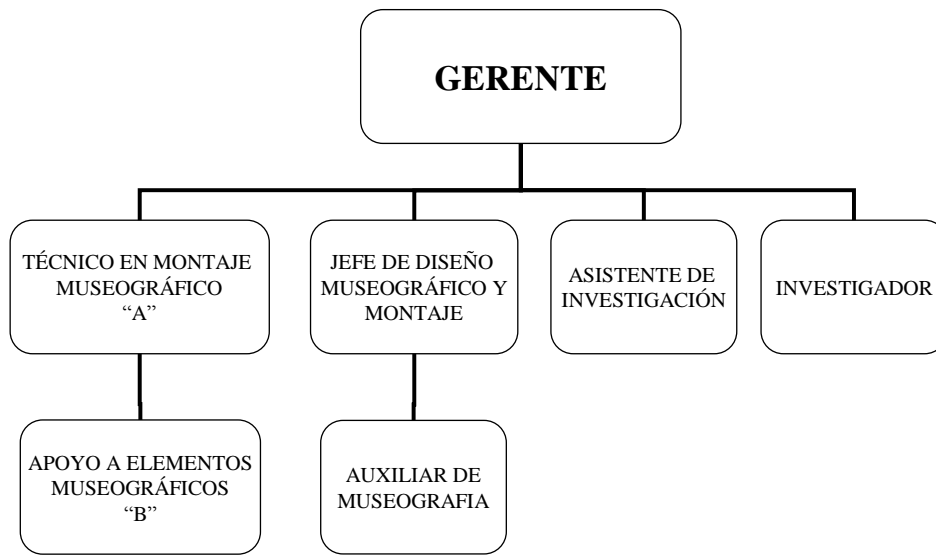 GERENTE
TÉCNICO EN MONTAJE
MUSEOGRÁFICO
“A”
JEFE DE DISEÑO
MUSEOGRÁFICO Y
MONTAJE
ASISTENTE DE
INVESTIGACIÓN
INVESTIGADOR
APOYO A ELEMENTOS
MUSEOGRÁFICOS
“B”
AUXILIAR DE
MUSEOGRAFIA